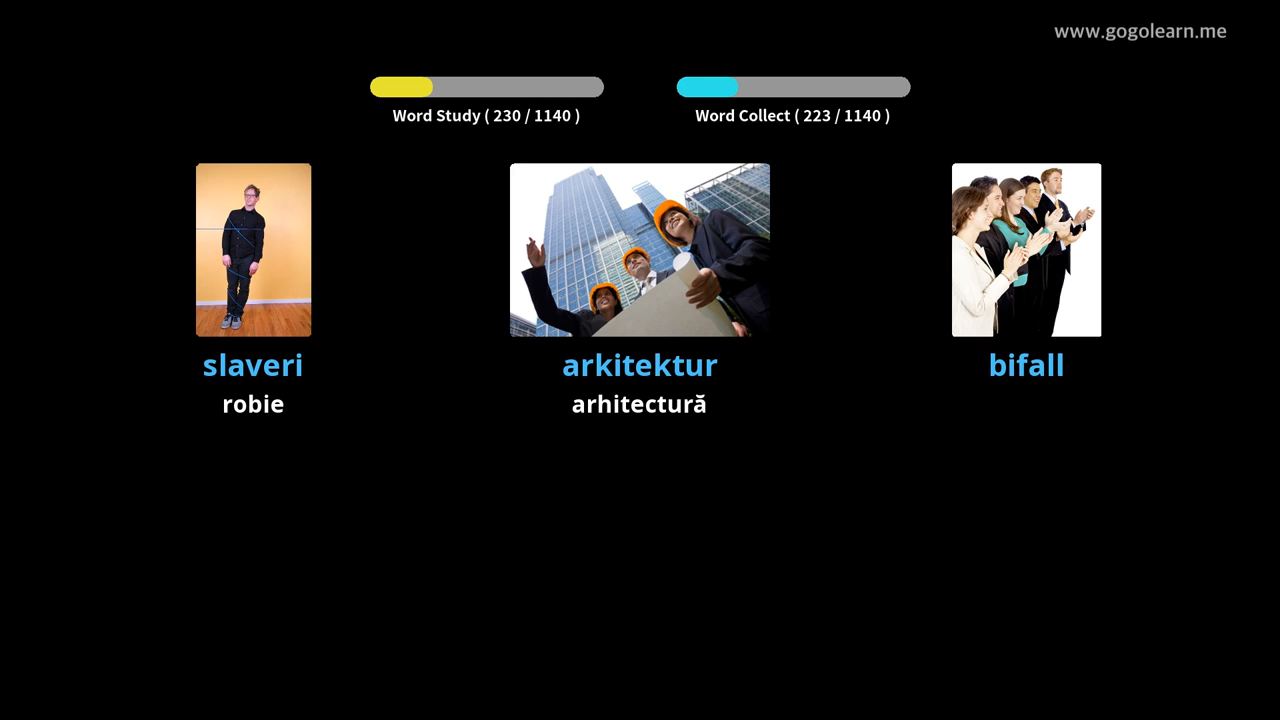 www.gogolearn.me
Word Study ( 230 / 1140 )
Word Collect ( 223 / 1140 )
slaveri
arkitektur
bifall
robie
arhitectură